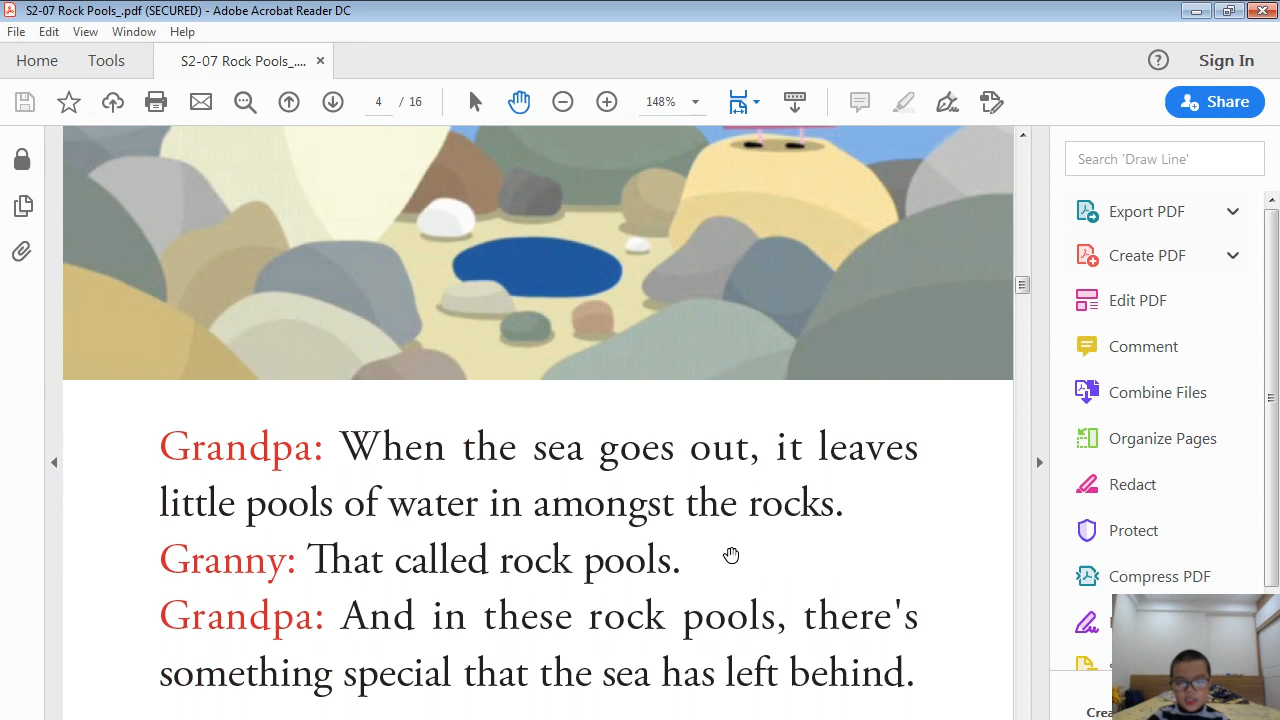 S2-07 Rock Pools_.pdf (SECURED) - Adobe Acrobat Reader DC
File Edit View Window Help
Home Tools S2-07 Rock Pools_.... × ? Sign In
4 / 16 148% Share
Search 'Draw Line'
Export PDF
Create PDF
Edit PDF
Comment
Combine Files
Organize Pages
Redact
Protect
Compress PDF
Grandpa: When the sea goes out, it leaves
little pools of water in amongst the rocks.
Granny: That called rock pools.
Grandpa: And in these rock pools, there's
something special that the sea has left behind.